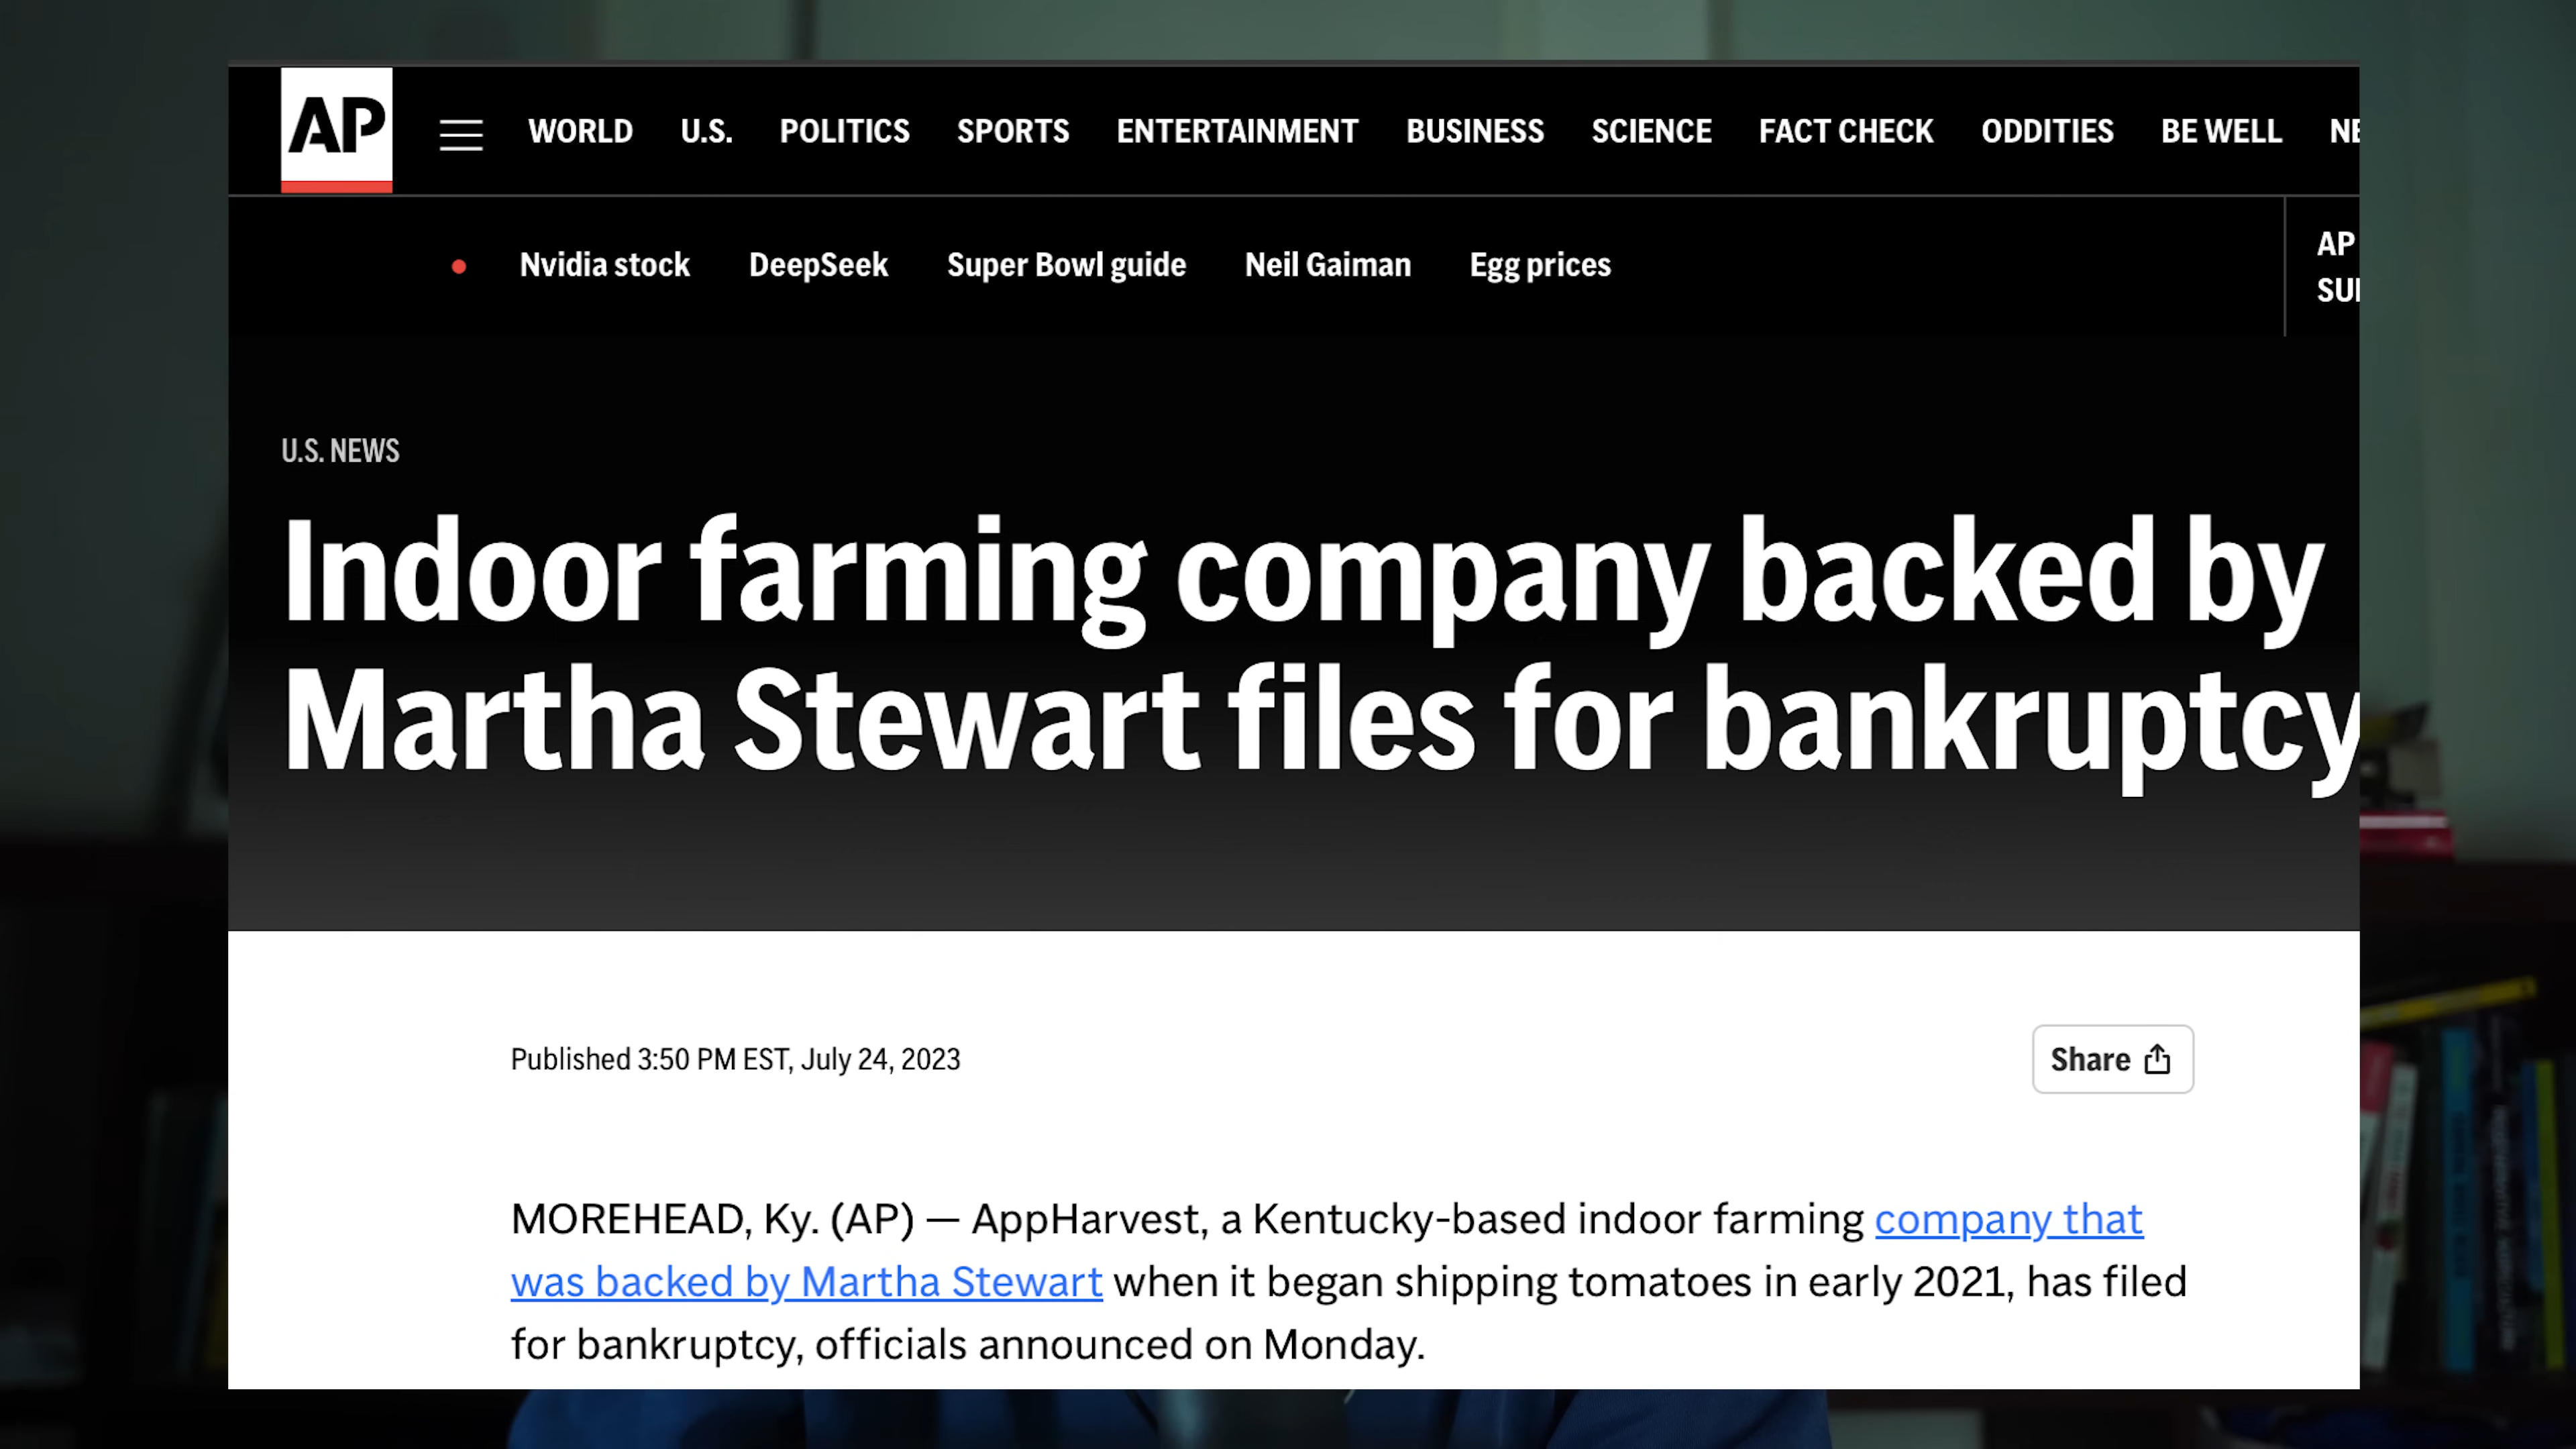 AP
WORLD U.S. POLITICS SPORTS ENTERTAINMENT BUSINESS SCIENCE FACT CHECK ODDITIES BE WELL NE
Nvidia stock DeepSeek Super Bowl guide Neil Gaiman Egg prices
AP
SU
U.S. NEWS
Indoor farming company backed by
Martha Stewart files for bankruptcy
Published 3:50 PM EST, July 24, 2023
Share
MOREHEAD, Ky. (AP) — AppHarvest, a Kentucky-based indoor farming company that
was backed by Martha Stewart when it began shipping tomatoes in early 2021, has filed
for bankruptcy, officials announced on Monday.